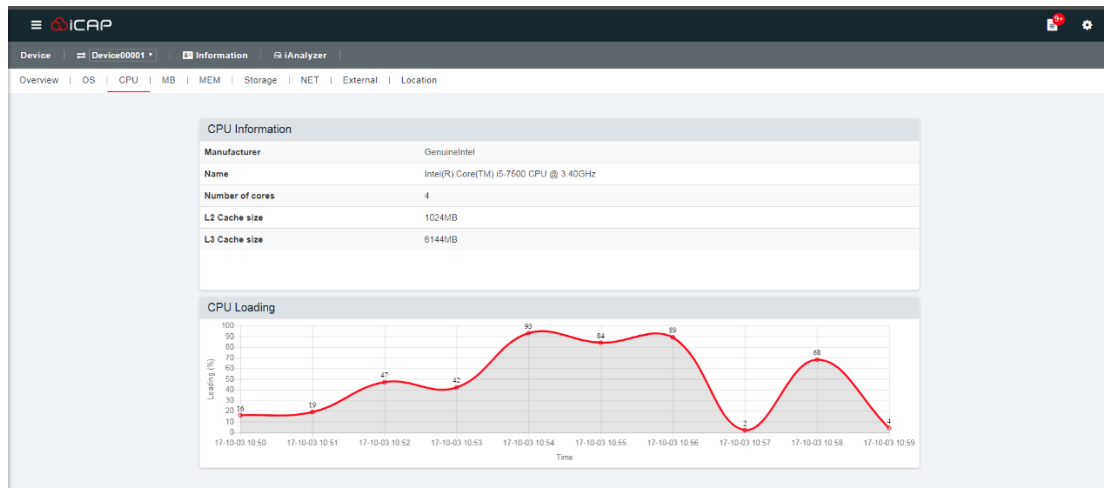 iCAP
9+
Device | Device00001 | Information | iAnalyzer |
Overview | OS | CPU | MB | MEM | Storage | NET | External | Location
CPU Information
Manufacturer GenuineIntel
Name Intel(R) Core(TM) i5-7500 CPU @ 3.40GHz
Number of cores 4
L2 Cache size 1024MB
L3 Cache size 6144MB
CPU Loading
Loading (%)
100
90
80
70
60
50
40
30
20
10
0
16
19
47
42
93
84
89
2
68
4
17-10-03 10:50 17-10-03 10:51 17-10-03 10:52 17-10-03 10:53 17-10-03 10:54 17-10-03 10:55 17-10-03 10:56 17-10-03 10:57 17-10-03 10:58 17-10-03 10:59
Time